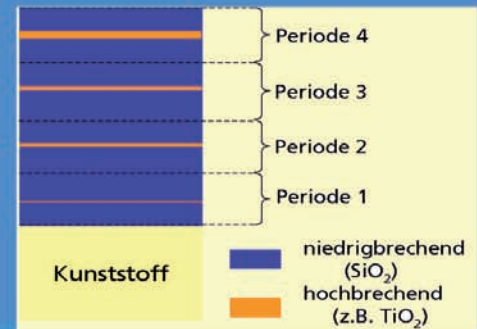 Periode 4
Periode 3
Periode 2
Periode 1
Kunststoff
niedrigbrechend
(SiO₂)
hochbrechend
(z.B. TiO₂)